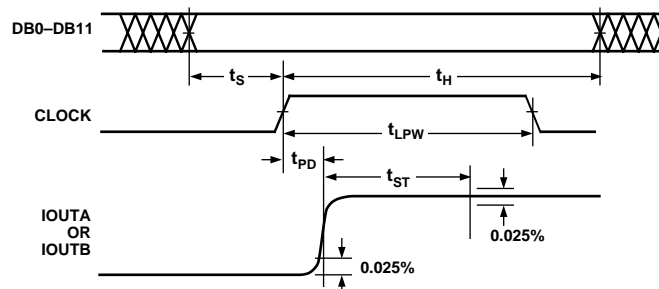 DB0–DB11
tS
tH
CLOCK
tLPW
tPD
tST
IOUTA
OR
IOUTB
0.025%
0.025%